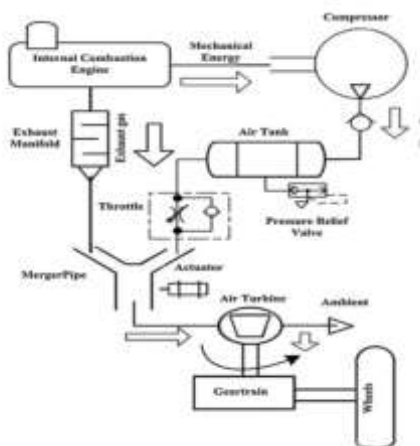 Compressor
Internal Combustion
Engine
Mechanical
Energy
Exhaust
Manifold
Exhaust gas
Air Tank
Throttle
Pressure Relief
Valve
MergerPipe
Actuator
Air Turbine
Ambient
Geartrain
Wheels